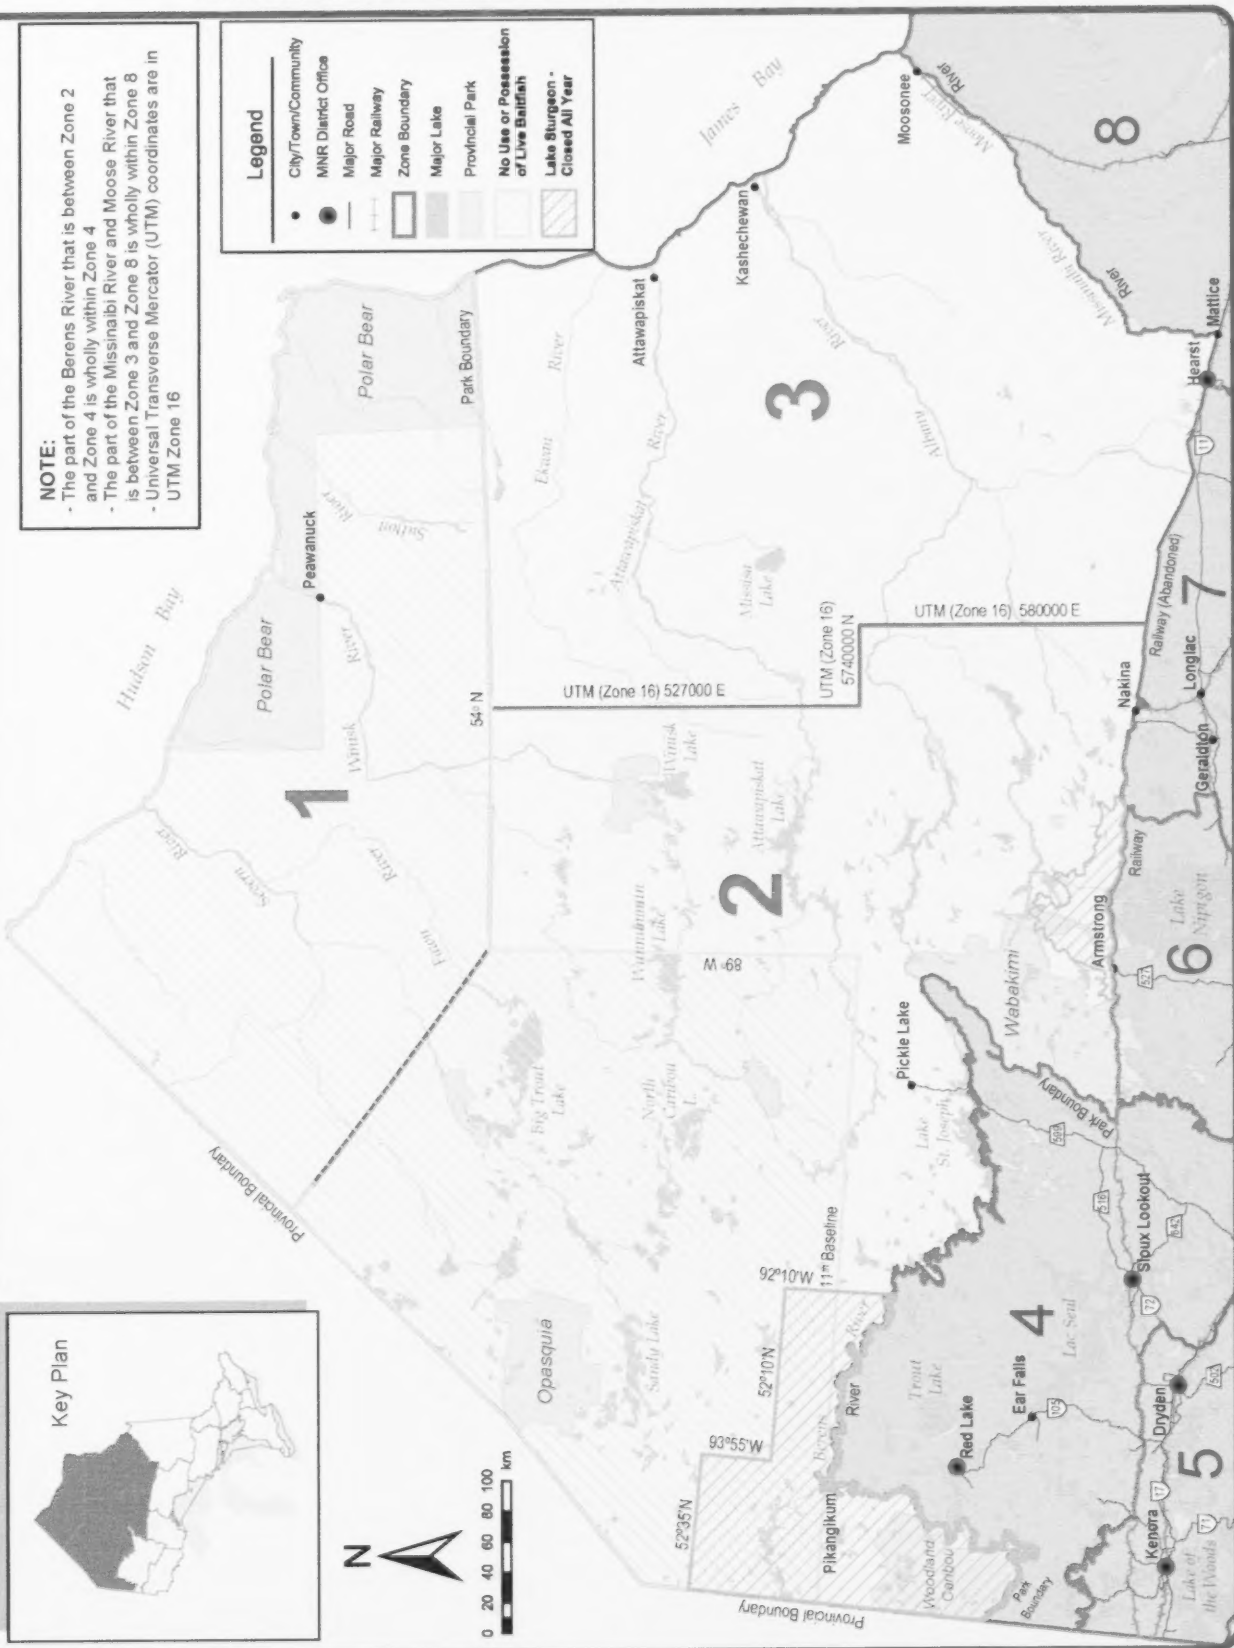 NOTE:
- The part of the Berens River that is between Zone 2
and Zone 4 is wholly within Zone 4
- The part of the Missinaibi River and Moose River that
is between Zone 3 and Zone 8 is wholly within Zone 8
- Universal Transverse Mercator (UTM) coordinates are in
UTM Zone 16
Legend
City/Town/Community
MNR District Office
Major Road
Major Railway
Zone Boundary
Major Lake
Provincial Park
No Use or Possession
of Live Baitfish
Lake Sturgeon -
Closed All Year
Key Plan
N
0 20 40 60 80 100
km
Hudson Bay
James Bay
Provincial Boundary
Polar Bear
Polar Bear
Peawanuck
Park Boundary
Severn
River
Winisk
River
Sutton
River
Fawn
River
1
54° N
Ekwan
River
Attawapiskat
Attawapiskat
River
Kashechewan
River
Albany
3
Missisa
Lake
Moosonee
Moose River
River
Missinaibi River
River
8
Mattice
Hearst
11
UTM (Zone 16) 527000 E
UTM (Zone 16)
5740000 N
UTM (Zone 16) 580000 E
Winisk
Lake
Attawapiskat
Lake
2
Wunnummin
Lake
89° W
Big Trout
Lake
North
Caribou
L.
Opasquia
Sandy Lake
Pickle Lake
Lake
St. Joseph
Wabakimi
Park Boundary
Armstrong
Railway
Nakina
Railway (Abandoned)
7
Longlac
Geraldton
6
Lake
Nipigon
527
11th Baseline
92°10'W
52°10'N
93°55'W
52°35'N
Provincial Boundary
Pikangikum
Berens
River
River
Woodland
Caribou
Park
Boundary
Trout
Lake
Red Lake
Ear Falls
105
4
Lac Seul
599
516
Sioux Lookout
642
72
Dryden
502
5
17
Kenora
71
Lake of
the Woods